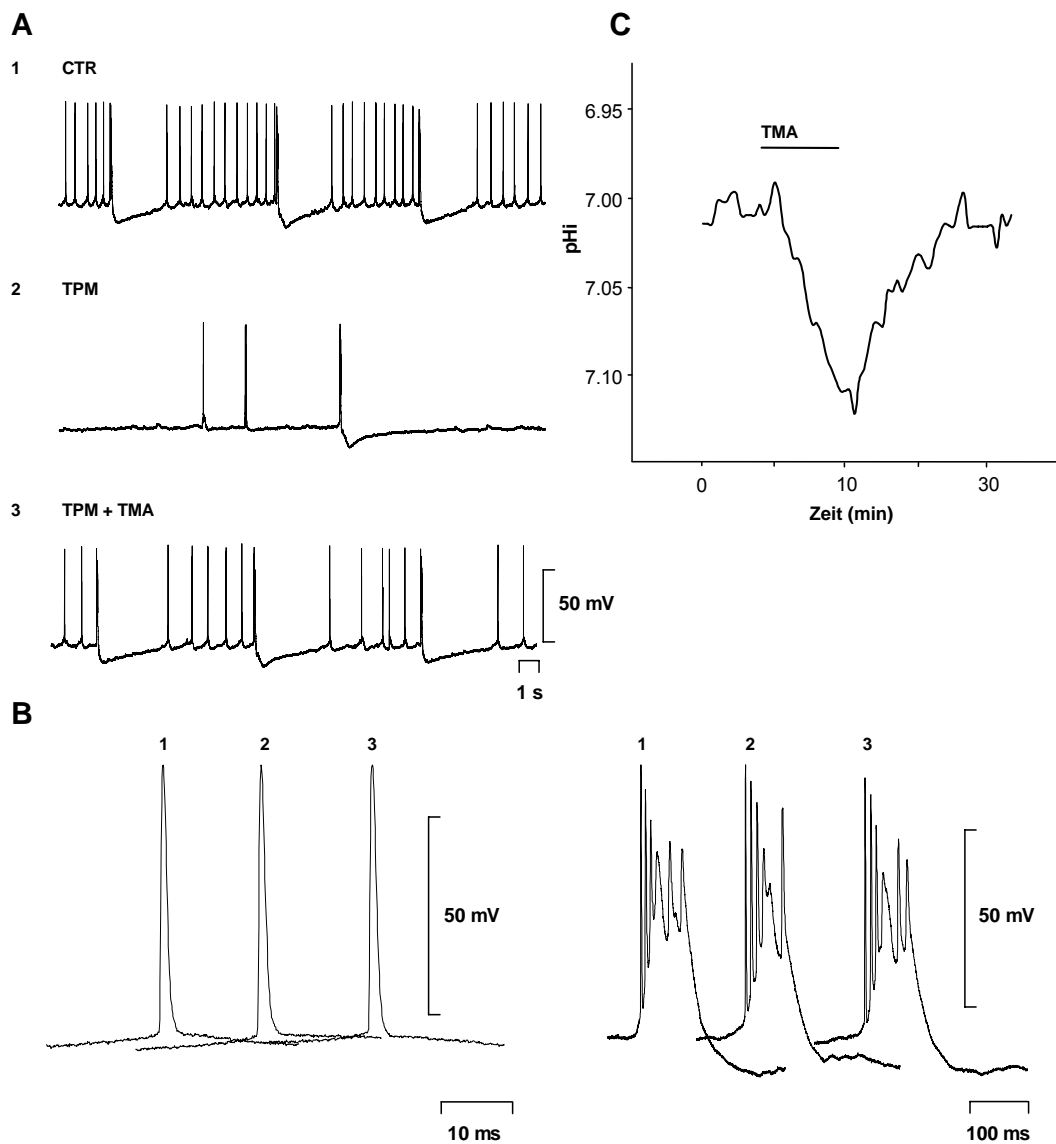 A
1 CTR
2 TPM
3 TPM + TMA
50 mV
1 s
C
6.95
7.00
7.05
7.10
pHi
TMA
0 10 30
Zeit (min)
B
1 2 3
50 mV
10 ms
1 2 3
50 mV
100 ms